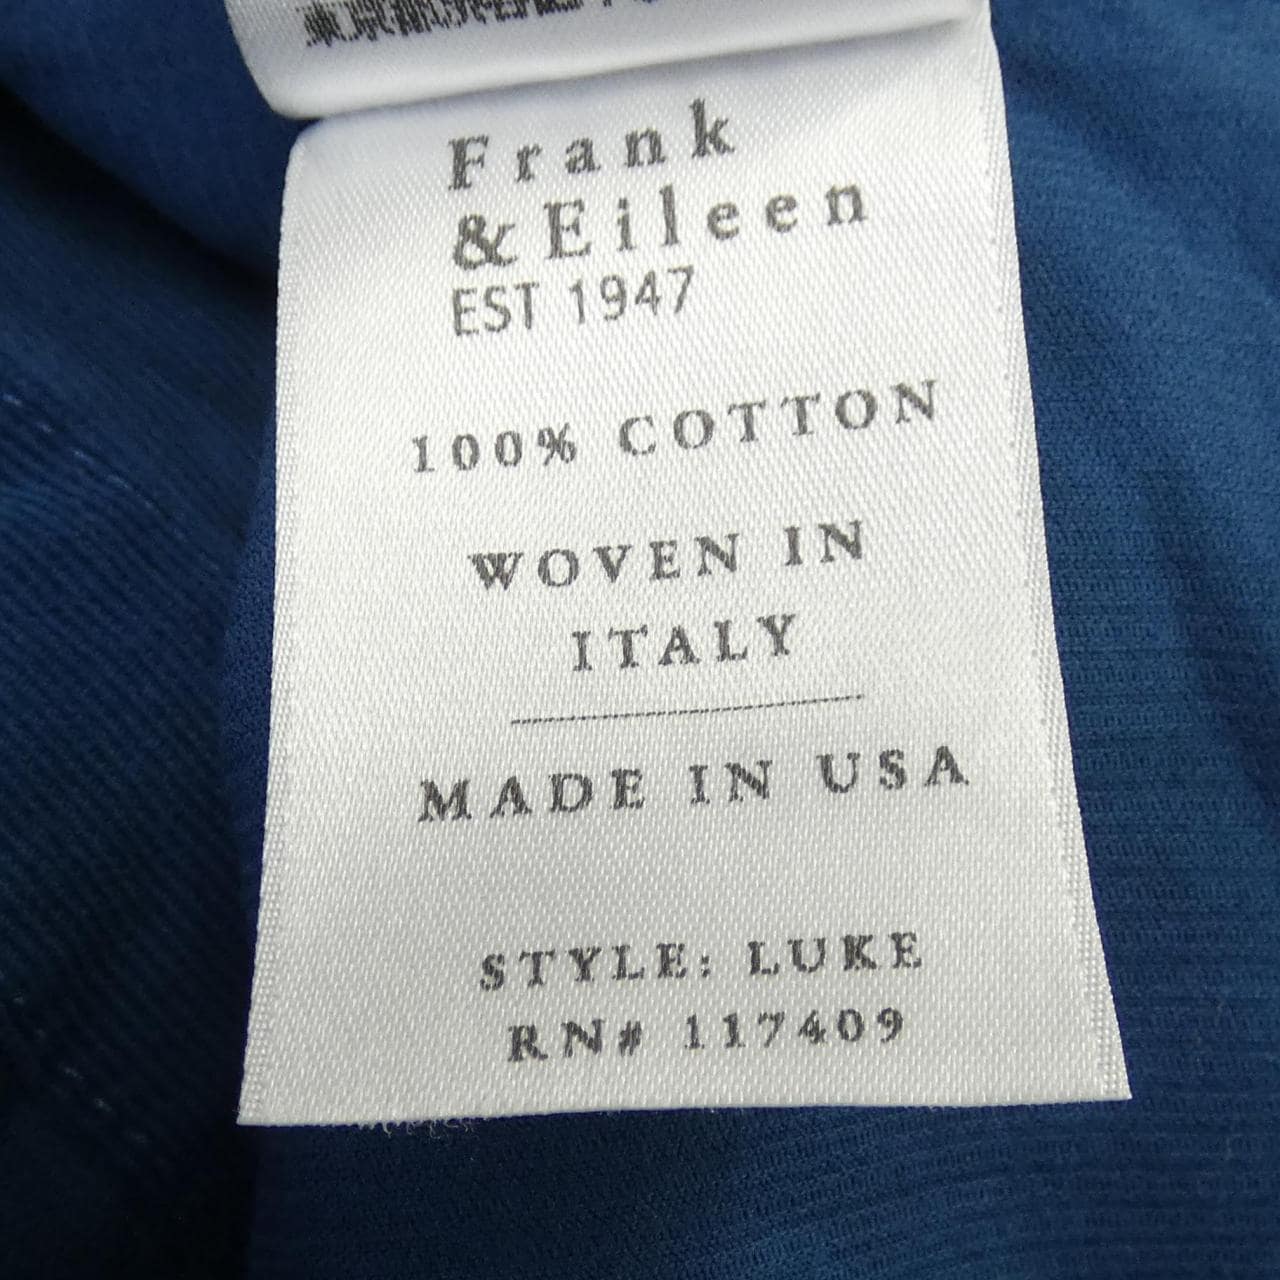 Frank
& Eileen
EST 1947
100% COTTON
WOVEN IN
ITALY
MADE IN USA
STYLE: LUKE
RN# 117409